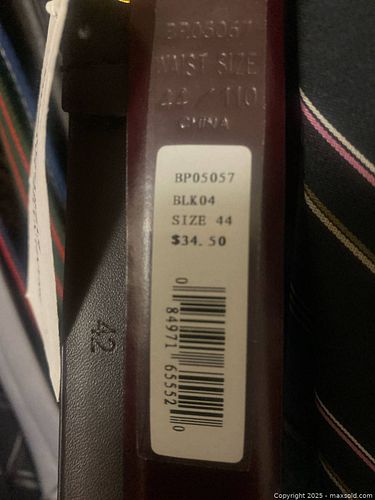 BP05057
WAIST SIZE
44 / 110
CHINA
BP05057
BLK04
SIZE 44
$34.50
0 84971 65552 0
42
Copyright 2025 - maxsold.com